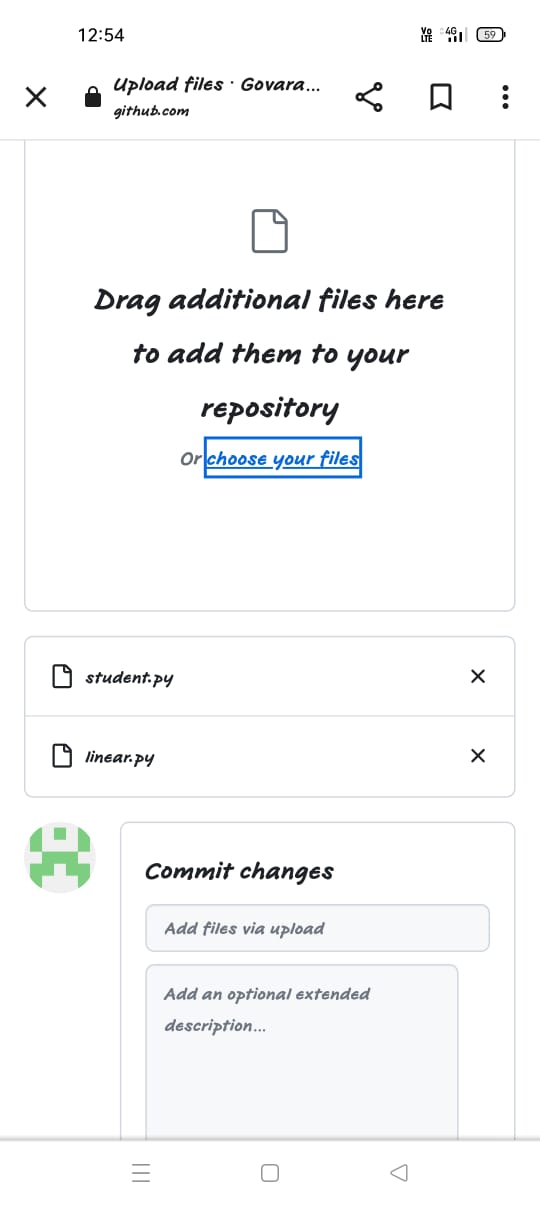 12:54
Vo LTE 4G 59
Upload files · Govara...
github.com
Drag additional files here
to add them to your
repository
Or choose your files
student.py
linear.py
Commit changes
Add files via upload
Add an optional extended
description...